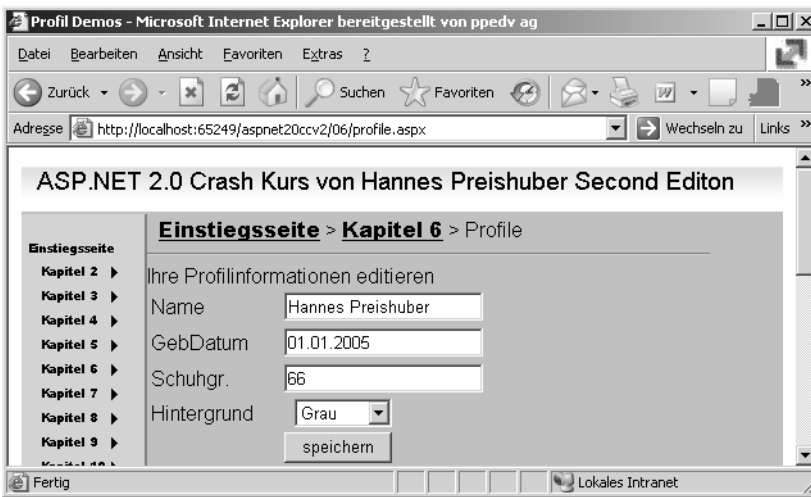 Profil Demos - Microsoft Internet Explorer bereitgestellt von ppedv ag
Datei Bearbeiten Ansicht Favoriten Extras ?
Zurück Suchen Favoriten
Adresse http://localhost:65249/aspnet20ccv2/06/profile.aspx Wechseln zu Links »
ASP.NET 2.0 Crash Kurs von Hannes Preishuber Second Editon
Einstiegsseite > Kapitel 6 > Profile
Einstiegsseite
Kapitel 2
Kapitel 3
Kapitel 4
Kapitel 5
Kapitel 6
Kapitel 7
Kapitel 8
Kapitel 9
Ihre Profilinformationen editieren
Name Hannes Preishuber
GebDatum 01.01.2005
Schuhgr. 66
Hintergrund Grau
speichern
Fertig Lokales Intranet